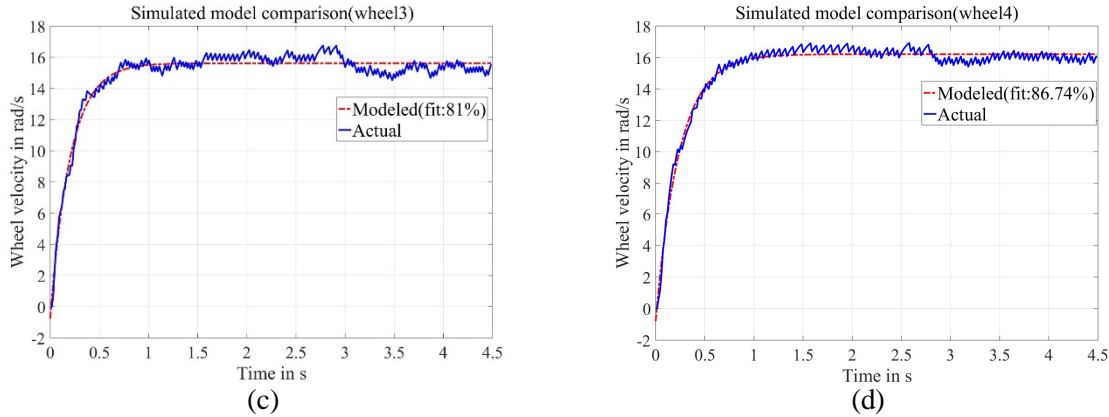 Simulated model comparison(wheel3)
18
16
14
12
10
8
6
4
2
0
-2
Wheel velocity in rad/s
Modeled(fit:81%)
Actual
0 0.5 1 1.5 2 2.5 3 3.5 4 4.5
Time in s
(c)
Simulated model comparison(wheel4)
18
16
14
12
10
8
6
4
2
0
-2
Wheel velocity in rad/s
Modeled(fit:86.74%)
Actual
0 0.5 1 1.5 2 2.5 3 3.5 4 4.5
Time in s
(d)